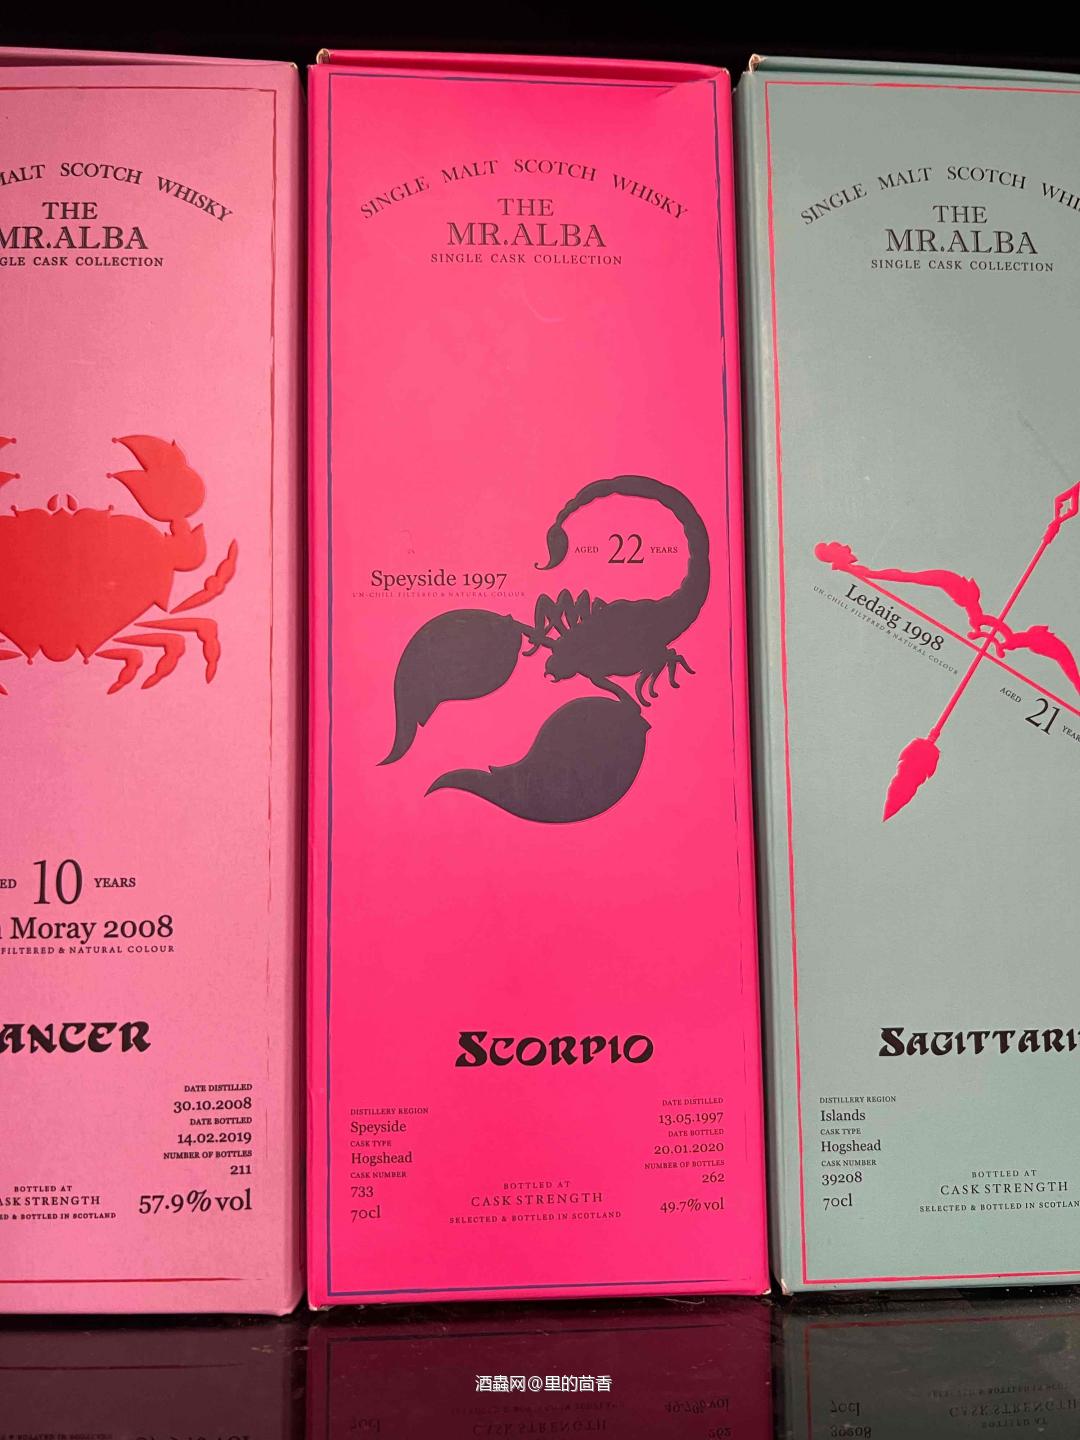 MALT SCOTCH WHISKY
THE
MR.ALBA
CASK COLLECTION
10 YEARS
Moray 2008
FILTERED & NATURAL COLOUR
ANCER
DATE DISTILLED
30.10.2008
DATE BOTTLED
14.02.2019
NUMBER OF BOTTLES
211
BOTTLED AT
STRENGTH
57.9%vol
& BOTTLED IN SCOTLAND
SINGLE MALT SCOTCH WHISKY
THE
MR.ALBA
SINGLE CASK COLLECTION
AGED 22 YEARS
Speyside 1997
UN-CHILL FILTERED & NATURAL COLOUR
SCORPIO
DISTILLERY REGION
Speyside
CASK TYPE
Hogshead
CASK NUMBER
733
70cl
BOTTLED AT
CASK STRENGTH
SELECTED & BOTTLED IN SCOTLAND
DATE DISTILLED
13.05.1997
DATE BOTTLED
20.01.2020
NUMBER OF BOTTLES
262
49.7%vol
SINGLE MALT SCOTCH WHI
THE
MR.ALBA
SINGLE CASK COLLECTION
Ledaig 1998
UN-CHILL FILTERED & NATURAL COLOUR
AGED 21 YEAR
SAGITTARI
DISTILLERY REGION
Islands
CASK TYPE
Hogshead
CASK NUMBER
39208
70cl
BOTTLED AT
CASK STRENGTH
SELECTED & BOTTLED IN SCOTLAN
酒蟲网@里的茴香